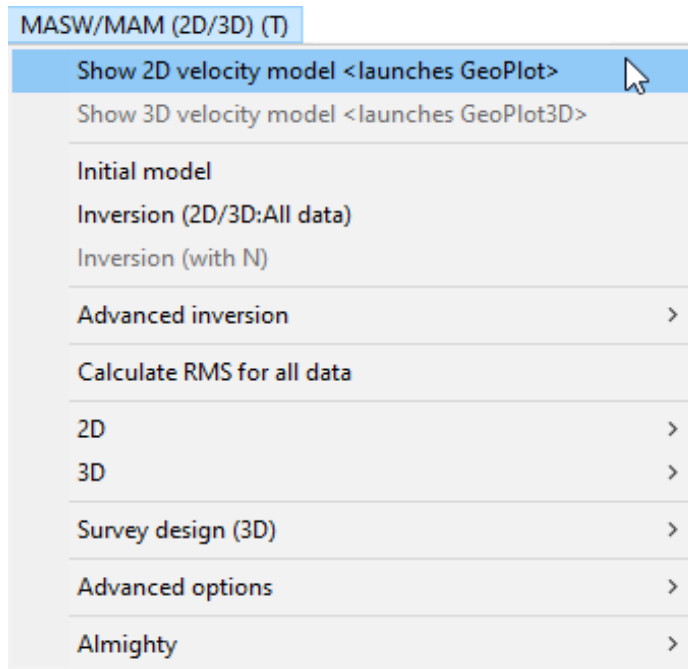 MASW/MAM (2D/3D) (T)
Show 2D velocity model <launches GeoPlot>
Show 3D velocity model <launches GeoPlot3D>
Initial model
Inversion (2D/3D:All data)
Inversion (with N)
Advanced inversion
Calculate RMS for all data
2D
3D
Survey design (3D)
Advanced options
Almighty